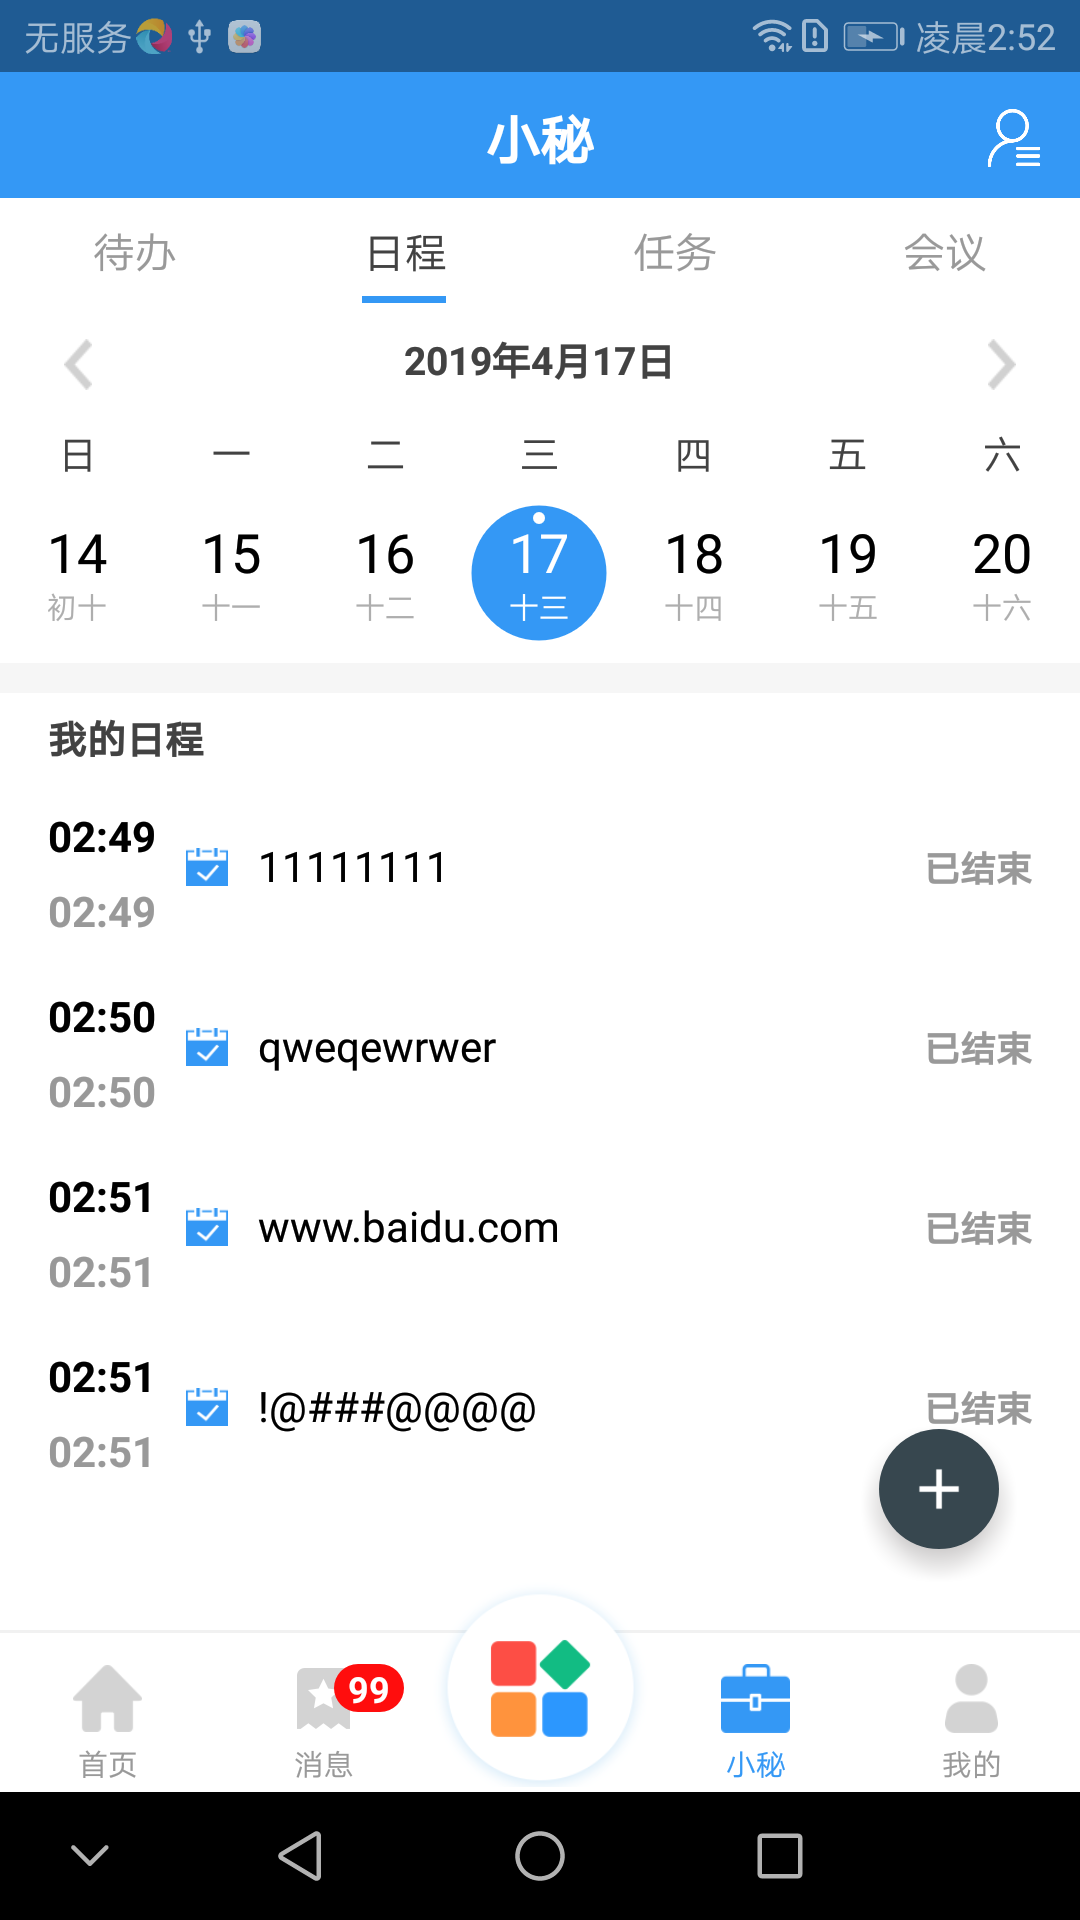 无服务 凌晨2:52
小秘
待办 日程 任务 会议
2019年4月17日
日 一 二 三 四 五 六
14 15 16 17 18 19 20
初十 十一 十二 十三 十四 十五 十六
我的日程
02:49
11111111 已结束
02:49
02:50
qweqewrwer 已结束
02:50
02:51
www.baidu.com 已结束
02:51
02:51
!@###@@@@ 已结束
02:51
99
首页 消息 小秘 我的